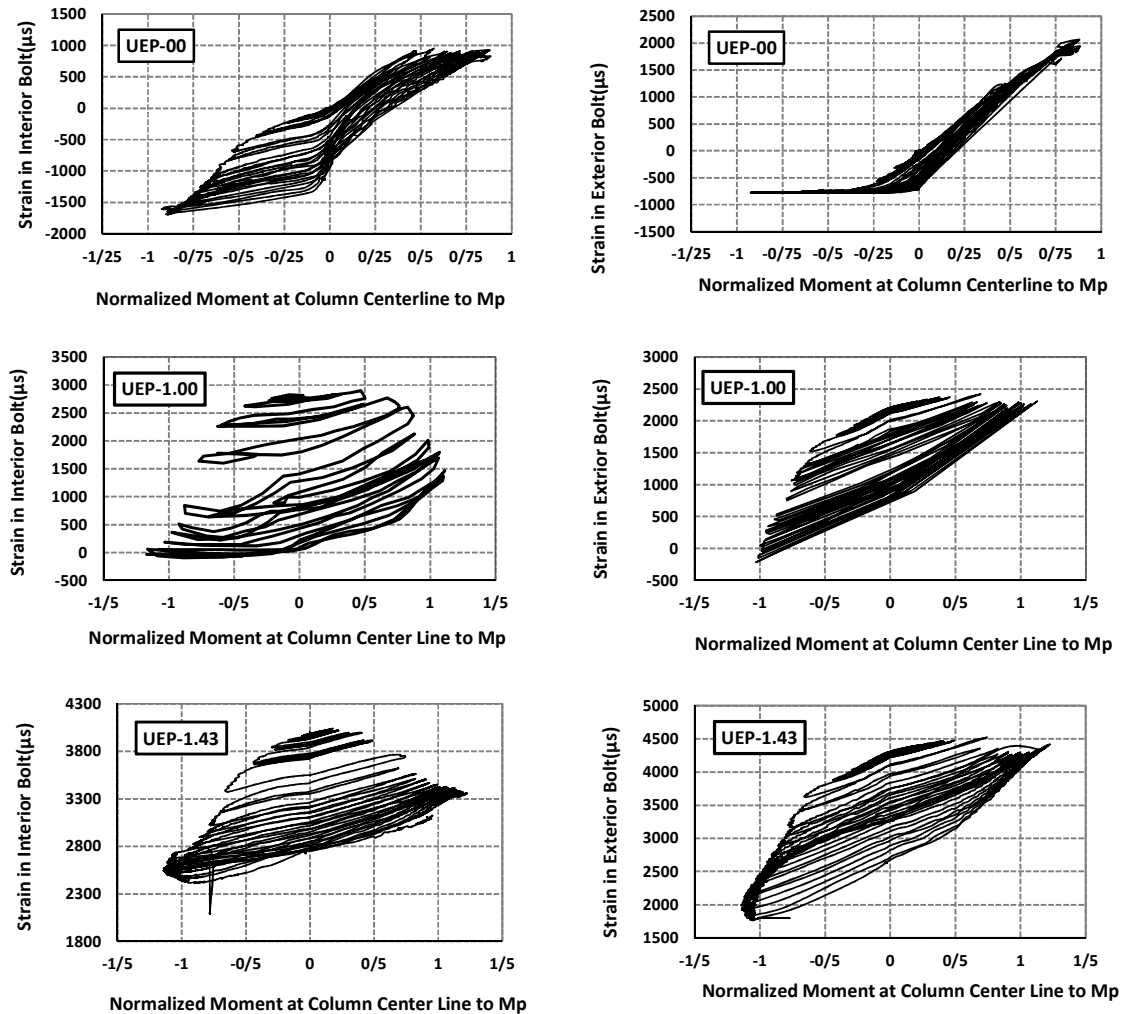 Strain in Interior Bolt(µs)
1500
1000
500
0
-500
-1000
-1500
-2000
UEP-00
-1/25 -1 -0/75 -0/5 -0/25 0 0/25 0/5 0/75 1
Normalized Moment at Column Centerline to Mp
Strain in Exterior Bolt(µs)
2500
2000
1500
1000
500
0
-500
-1000
-1500
UEP-00
-1/25 -1 -0/75 -0/5 -0/25 0 0/25 0/5 0/75 1
Normalized Moment at Column Centerline to Mp
Strain in Interior Bolt(µs)
3500
3000
2500
2000
1500
1000
500
0
-500
UEP-1.00
-1/5 -1 -0/5 0 0/5 1 1/5
Normalized Moment at Column Center Line to Mp
Strain in Extrior Bolt(µs)
3000
2500
2000
1500
1000
500
0
-500
UEP-1.00
-1/5 -1 -0/5 0 0/5 1 1/5
Normalized Moment at Column Center Line to Mp
Strain in Interior Bolt(µs)
4300
3800
3300
2800
2300
1800
UEP-1.43
-1/5 -1 -0/5 0 0/5 1 1/5
Normalized Moment at Column Center Line to Mp
Strain in Exterior Bolt(µs)
5000
4500
4000
3500
3000
2500
2000
1500
UEP-1.43
-1/5 -1 -0/5 0 0/5 1 1/5
Normalized Moment at Column Center Line to Mp